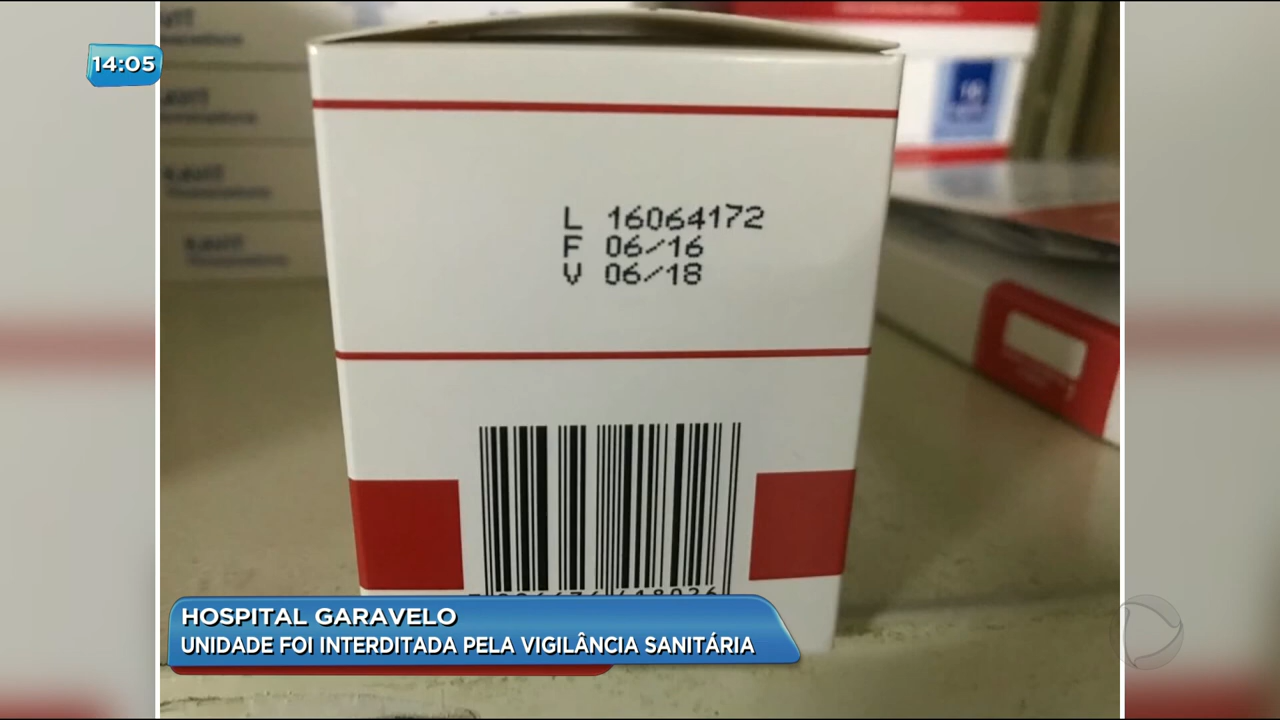 14:05
L 16064172
F 06/16
V 06/18
HOSPITAL GARAVELO
UNIDADE FOI INTERDITADA PELA VIGILÂNCIA SANITÁRIA